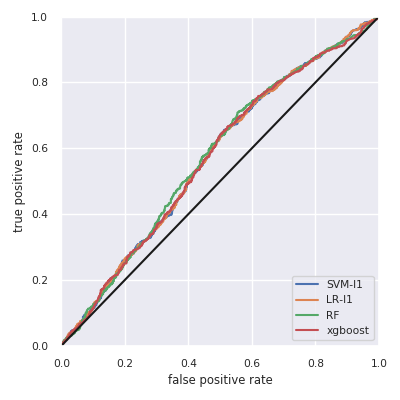 1.0
0.8
0.6
0.4
0.2
0.0
true positive rate
0.0 0.2 0.4 0.6 0.8 1.0
false positive rate
SVM-l1
LR-l1
RF
xgboost